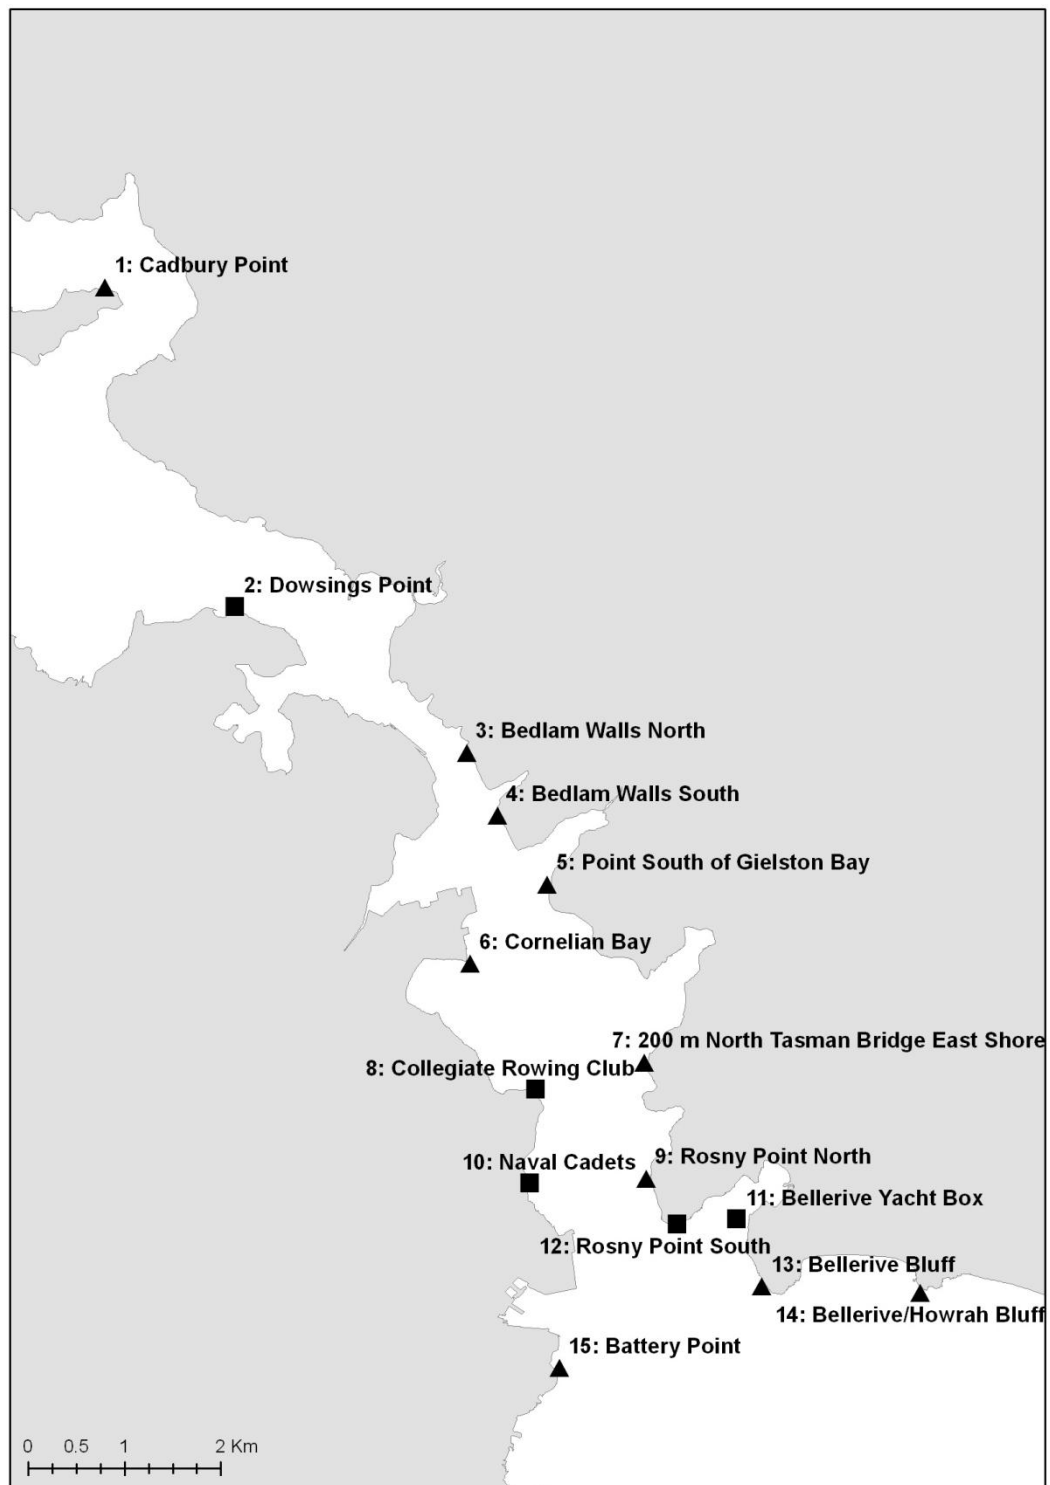 1: Cadbury Point
2: Dowsings Point
3: Bedlam Walls North
4: Bedlam Walls South
5: Point South of Gielston Bay
6: Cornelian Bay
7: 200 m North Tasman Bridge East Shore
8: Collegiate Rowing Club
9: Rosny Point North
10: Naval Cadets
11: Bellerive Yacht Box
12: Rosny Point South
13: Bellerive Bluff
14: Bellerive/Howrah Bluff
15: Battery Point
0 0.5 1 2 Km